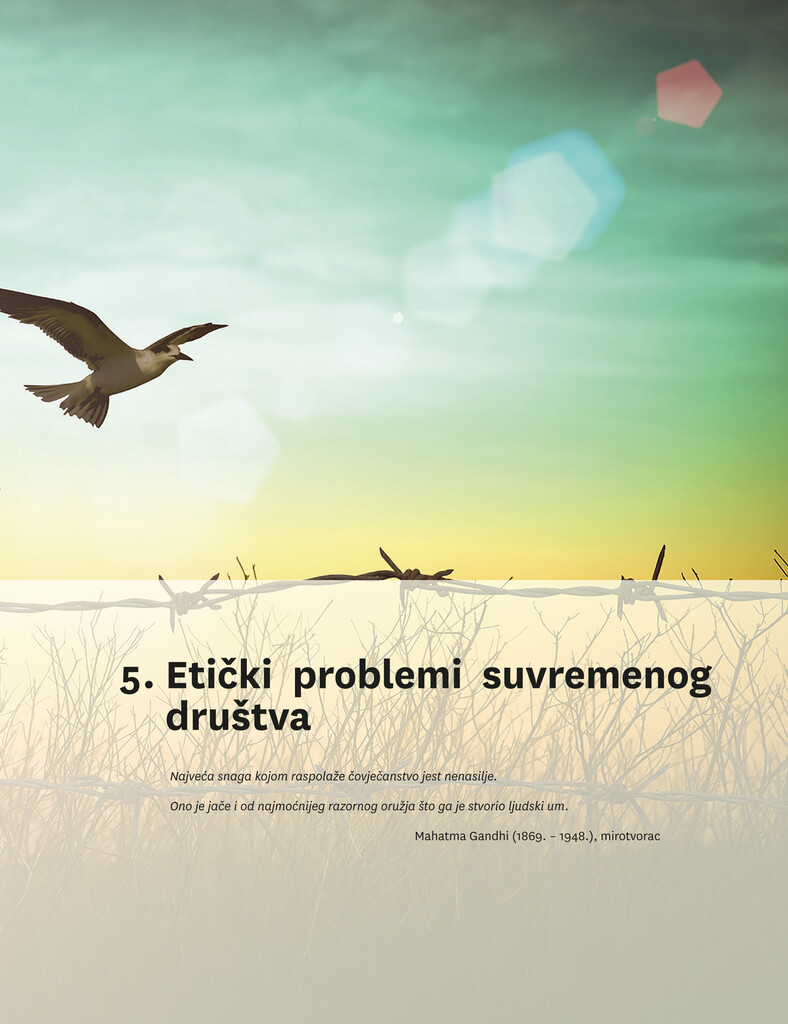 5. Etički problemi suvremenog
društva
Najveća snaga kojom raspolaže čovječanstvo jest nenasilje.
Ono je jače i od najmoćnijeg razornog oružja što ga je stvorio ljudski um.
Mahatma Gandhi (1869. – 1948.), mirotvorac